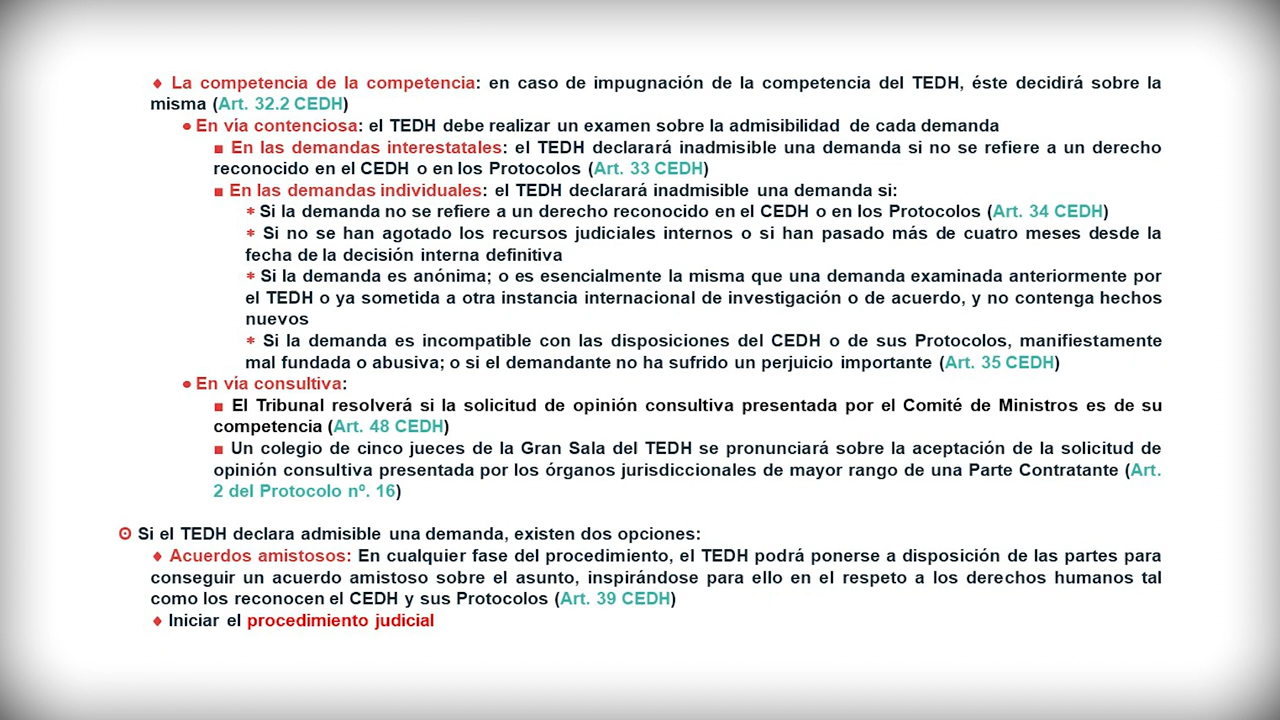 ♦ La competencia de la competencia: en caso de impugnación de la competencia del TEDH, éste decidirá sobre la
misma (Art. 32.2 CEDH)
● En vía contenciosa: el TEDH debe realizar un examen sobre la admisibilidad de cada demanda
■ En las demandas interestatales: el TEDH declarará inadmisible una demanda si no se refiere a un derecho
reconocido en el CEDH o en los Protocolos (Art. 33 CEDH)
■ En las demandas individuales: el TEDH declarará inadmisible una demanda si:
* Si la demanda no se refiere a un derecho reconocido en el CEDH o en los Protocolos (Art. 34 CEDH)
* Si no se han agotado los recursos judiciales internos o si han pasado más de cuatro meses desde la
fecha de la decisión interna definitiva
* Si la demanda es anónima; o es esencialmente la misma que una demanda examinada anteriormente por
el TEDH o ya sometida a otra instancia internacional de investigación o de acuerdo, y no contenga hechos
nuevos
* Si la demanda es incompatible con las disposiciones del CEDH o de sus Protocolos, manifiestamente
mal fundada o abusiva; o si el demandante no ha sufrido un perjuicio importante (Art. 35 CEDH)
● En vía consultiva:
■ El Tribunal resolverá si la solicitud de opinión consultiva presentada por el Comité de Ministros es de su
competencia (Art. 48 CEDH)
■ Un colegio de cinco jueces de la Gran Sala del TEDH se pronunciará sobre la aceptación de la solicitud de
opinión consultiva presentada por los órganos jurisdiccionales de mayor rango de una Parte Contratante (Art.
2 del Protocolo nº. 16)
⊙ Si el TEDH declara admisible una demanda, existen dos opciones:
♦ Acuerdos amistosos: En cualquier fase del procedimiento, el TEDH podrá ponerse a disposición de las partes para
conseguir un acuerdo amistoso sobre el asunto, inspirándose para ello en el respeto a los derechos humanos tal
como los reconocen el CEDH y sus Protocolos (Art. 39 CEDH)
♦ Iniciar el procedimiento judicial